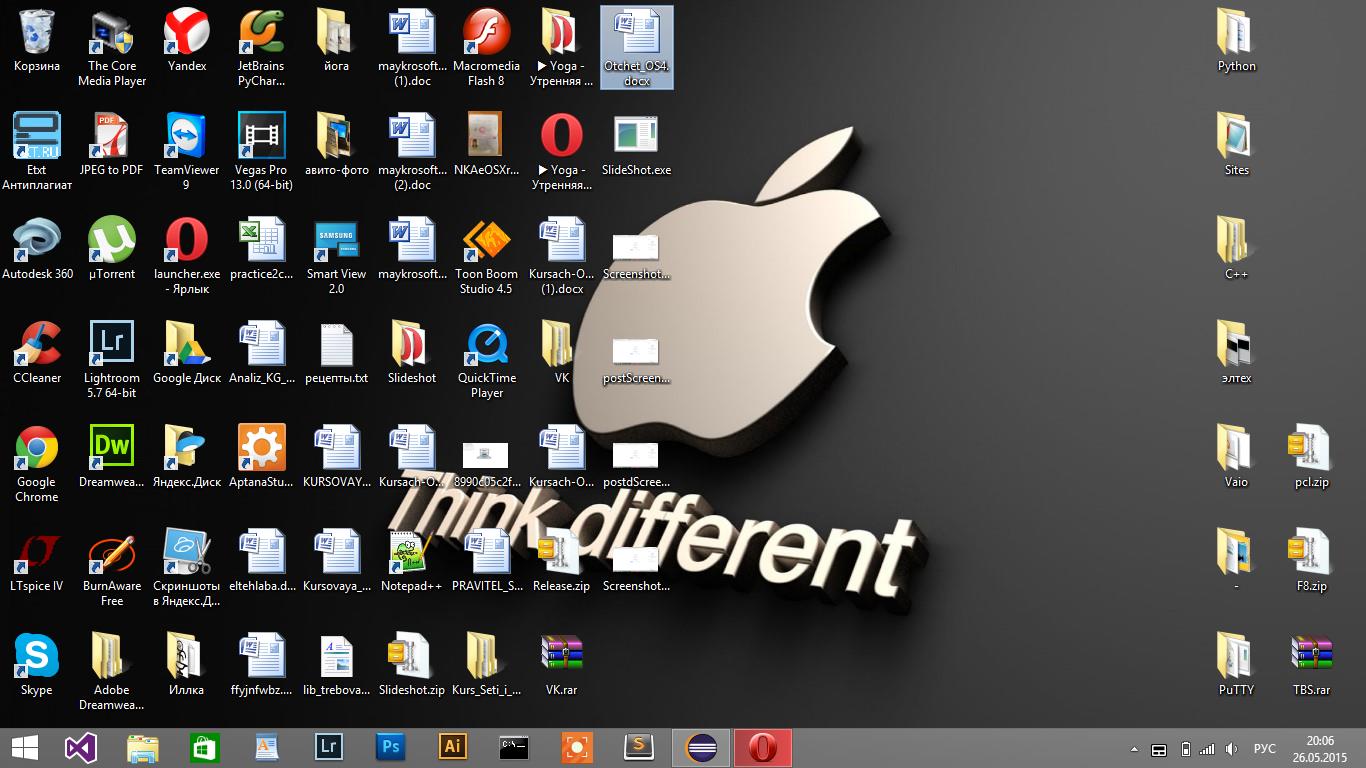 Корзина
The Core
Media Player
Yandex
JetBrains
PyChar...
йога
maykrosoft...
(1).doc
Macromedia
Flash 8
► Yoga -
Утренняя ...
Otchet_OS4.
docx
Python
Etxt
Антиплагиат
JPEG to PDF
TeamViewer
9
Vegas Pro
13.0 (64-bit)
авито-фото
maykrosoft...
(2).doc
NKAeOSXr...
► Yoga -
Утренняя...
SlideShot.exe
Sites
Autodesk 360
µTorrent
launcher.exe
- Ярлык
practice2c...
SAMSUNG
Smart View
2.0
maykrosoft...
Toon Boom
Studio 4.5
Kursach-O...
(1).docx
Screenshot...
C++
CCleaner
Lightroom
5.7 64-bit
Google Диск
Analiz_KG_...
рецепты.txt
Slideshot
QuickTime
Player
VK
postScreen...
элтех
Google
Chrome
Dreamwea...
Яндекс.Диск
AptanaStu...
KURSOVAY...
Kursach-O...
8990c05c2f...
Kursach-O...
postdScree...
Vaio
pcl.zip
Think different
LTspice IV
BurnAware
Free
Скриншоты
в Яндекс.Д...
eltehlaba.d...
Kursovaya_...
Notepad++
PRAVITEL_S...
Release.zip
Screenshot...
-
F8.zip
Skype
Adobe
Dreamwea...
Иллка
ffyjnfwbz....
lib_trebova...
Slideshot.zip
Kurs_Seti_i_...
VK.rar
PuTTY
TBS.rar
Lr
Ps
Ai
C:\_
S
РУС
20:06
26.05.2015